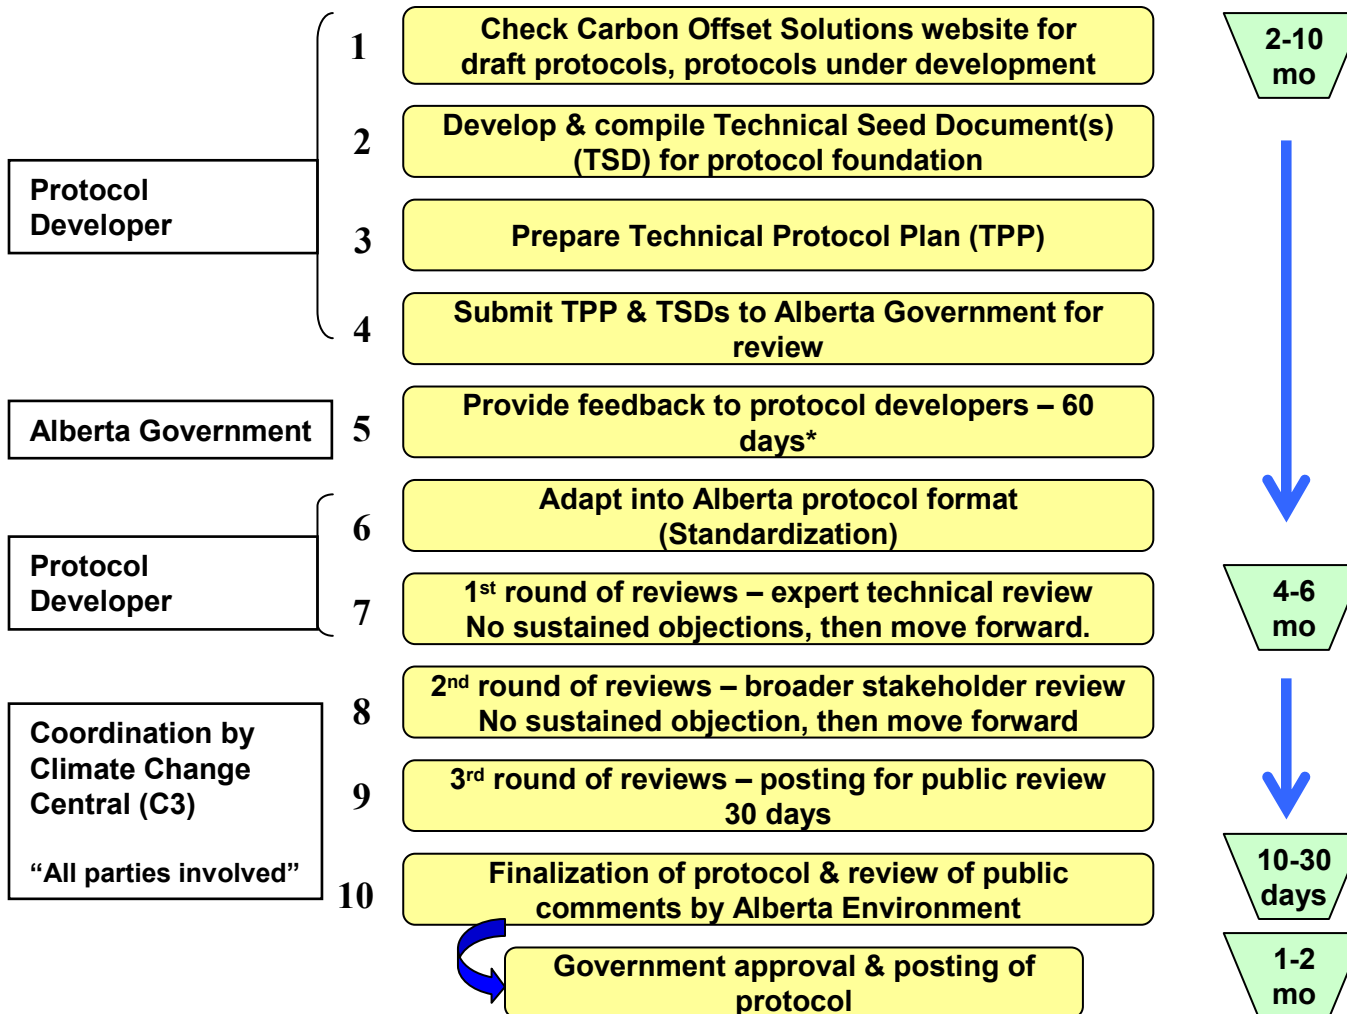 1
Check Carbon Offset Solutions website for
draft protocols, protocols under development
2-10
mo
2
Develop & compile Technical Seed Document(s)
(TSD) for protocol foundation
Protocol
Developer
3
Prepare Technical Protocol Plan (TPP)
4
Submit TPP & TSDs to Alberta Government for
review
Alberta Government
5
Provide feedback to protocol developers – 60
days*
6
Adapt into Alberta protocol format
(Standardization)
Protocol
Developer
7
1st round of reviews – expert technical review
No sustained objections, then move forward.
4-6
mo
8
2nd round of reviews – broader stakeholder review
No sustained objection, then move forward
Coordination by
Climate Change
Central (C3)
"All parties involved"
9
3rd round of reviews – posting for public review
30 days
10
Finalization of protocol & review of public
comments by Alberta Environment
10-30
days
Government approval & posting of
protocol
1-2
mo